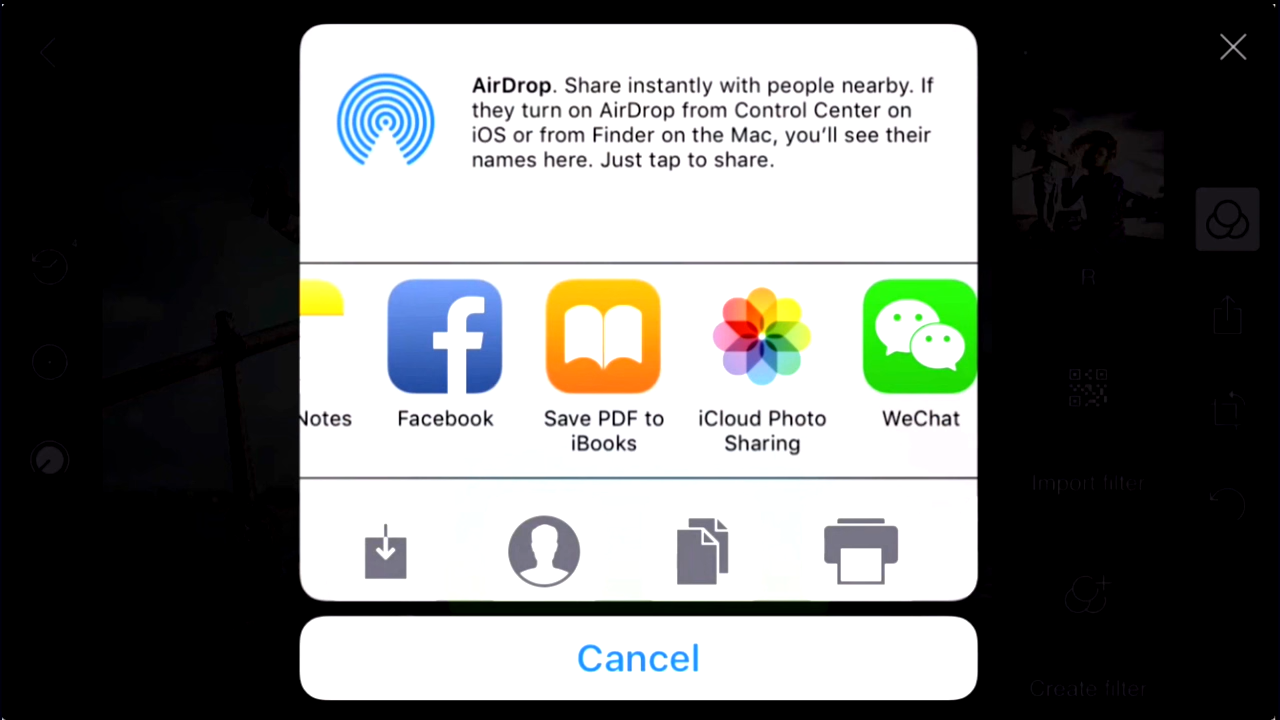 AirDrop. Share instantly with people nearby. If
they turn on AirDrop from Control Center on
iOS or from Finder on the Mac, you'll see their
names here. Just tap to share.
Notes
Facebook
Save PDF to
iBooks
iCloud Photo
Sharing
WeChat
R
Import filter
Create filter
Cancel